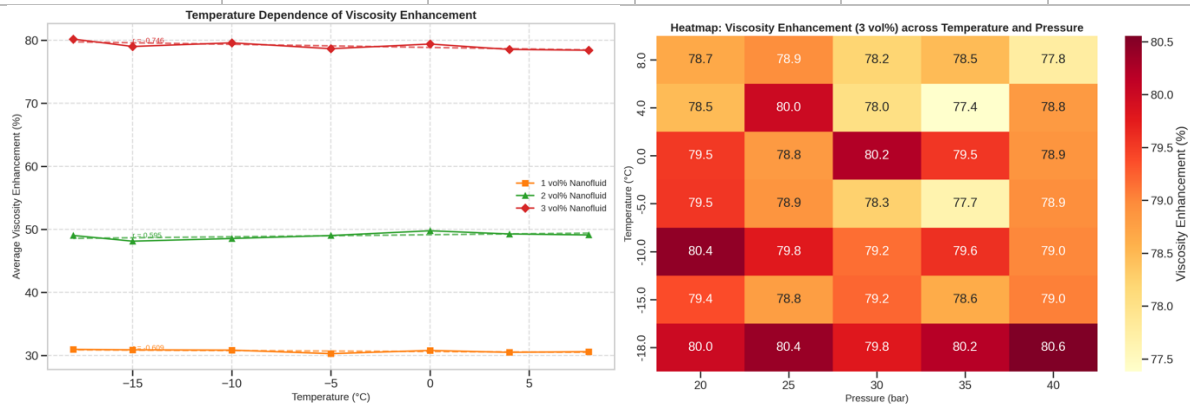 Temperature Dependence of Viscosity Enhancement
80
70
60
50
40
30
Average Viscosity Enhancement (%)
r = -0.746
r = 0.595
r = -0.609
1 vol% Nanofluid
2 vol% Nanofluid
3 vol% Nanofluid
−15 −10 −5 0 5
Temperature (°C)
Heatmap: Viscosity Enhancement (3 vol%) across Temperature and Pressure
Temperature (°C)
8.0 78.7 78.9 78.2 78.5 77.8
4.0 78.5 80.0 78.0 77.4 78.8
0.0 79.5 78.8 80.2 79.5 78.9
-5.0 79.5 78.9 78.3 77.7 78.9
-10.0 80.4 79.8 79.2 79.6 79.0
-15.0 79.4 78.8 79.2 78.6 79.0
-18.0 80.0 80.4 79.8 80.2 80.6
20 25 30 35 40
Pressure (bar)
80.5
80.0
79.5
79.0
78.5
78.0
77.5
Viscosity Enhancement (%)